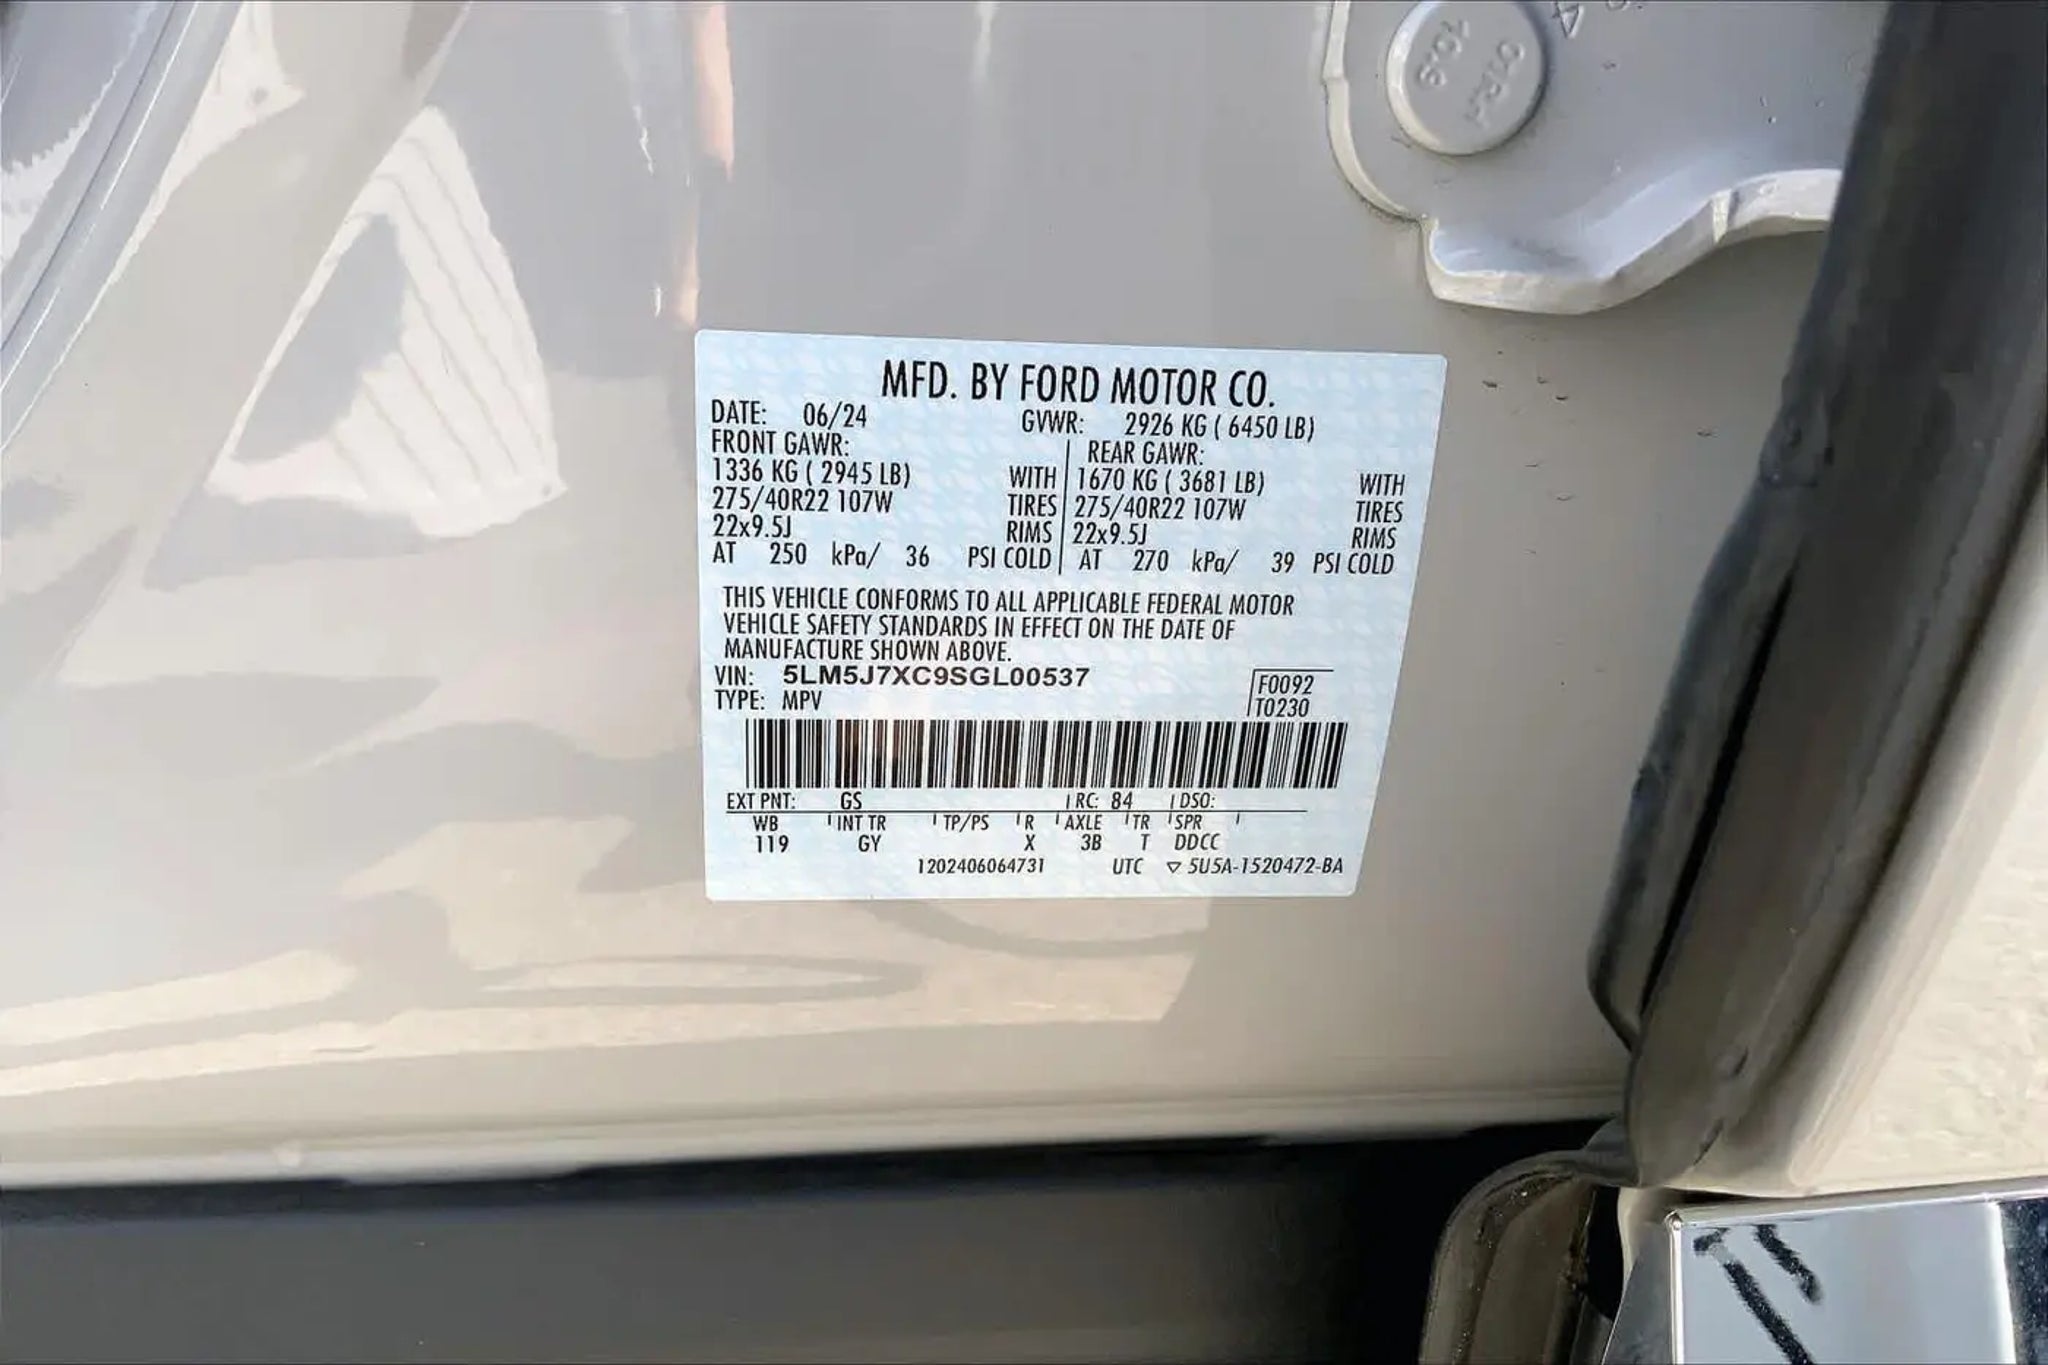 MFD. BY FORD MOTOR CO.
DATE: 06/24 GVWR: 2926 KG ( 6450 LB)
FRONT GAWR: REAR GAWR:
1336 KG ( 2945 LB) WITH 1670 KG ( 3681 LB) WITH
275/40R22 107W TIRES 275/40R22 107W TIRES
22x9.5J RIMS 22x9.5J RIMS
AT 250 kPa/ 36 PSI COLD AT 270 kPa/ 39 PSI COLD
THIS VEHICLE CONFORMS TO ALL APPLICABLE FEDERAL MOTOR
VEHICLE SAFETY STANDARDS IN EFFECT ON THE DATE OF
MANUFACTURE SHOWN ABOVE.
VIN: 5LM5J7XC9SGL00537 F0092
TYPE: MPV T0230
EXT PNT: GS RC: 84 DSO:
WB INT TR TP/PS R AXLE TR SPR
119 GY X 3B T DDCC
1202406064731 UTC ▽ 5U5A-1520472-BA
10.9